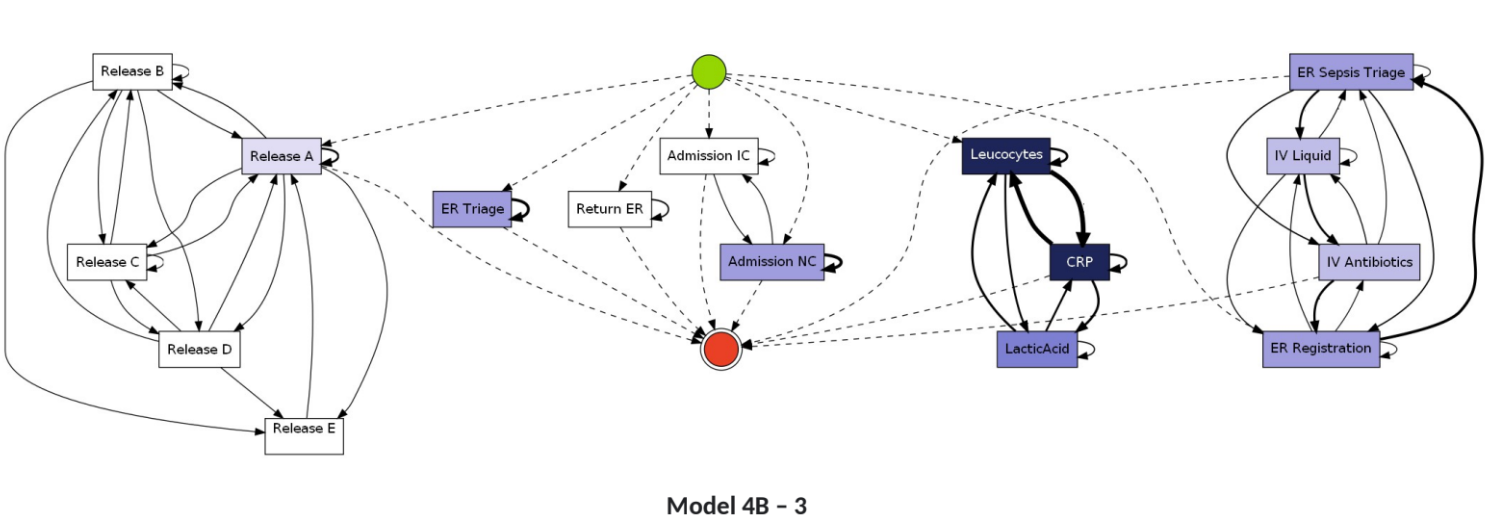 Release B
ER Sepsis Triage
Release A
Admission IC
Leucocytes
IV Liquid
ER Triage
Return ER
Release C
Admission NC
CRP
IV Antibiotics
Release D
LacticAcid
ER Registration
Release E
Model 4B – 3